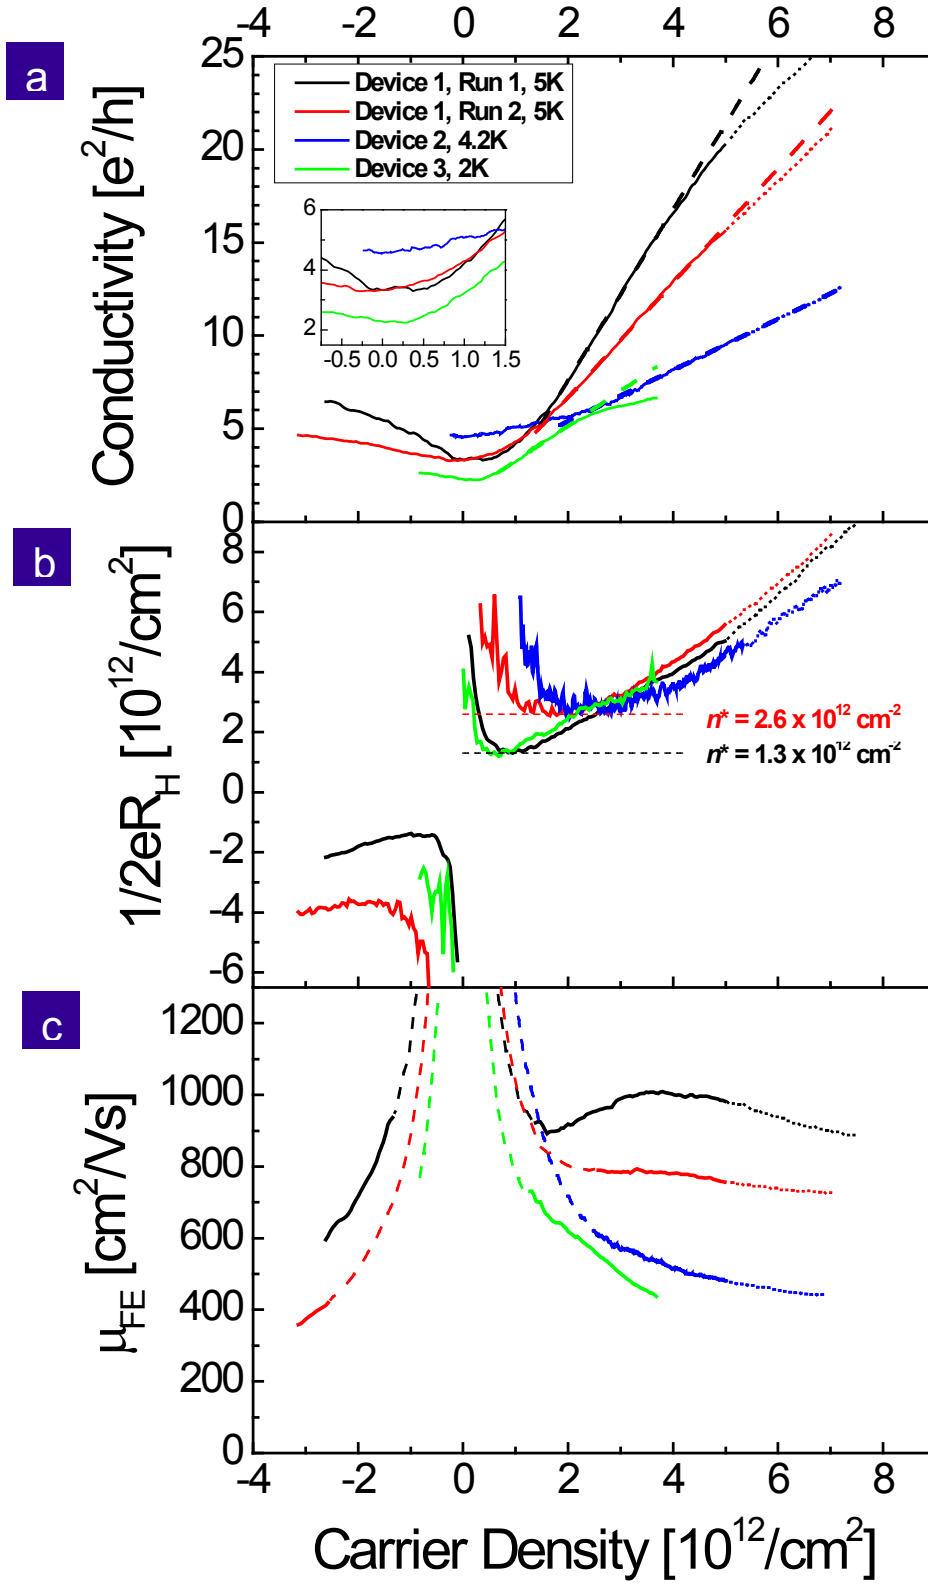 -4 -2 0 2 4 6 8
a
25
20
15
10
5
0
Conductivity [e²/h]
Device 1, Run 1, 5K
Device 1, Run 2, 5K
Device 2, 4.2K
Device 3, 2K
6
4
2
-0.5 0.0 0.5 1.0 1.5
b
8
6
4
2
0
-2
-4
-6
1/2eR_H [10¹²/cm²]
n* = 2.6 x 10¹² cm⁻²
n* = 1.3 x 10¹² cm⁻²
c
1200
1000
800
600
400
200
0
μ_FE [cm²/Vs]
-4 -2 0 2 4 6 8
Carrier Density [10¹²/cm²]